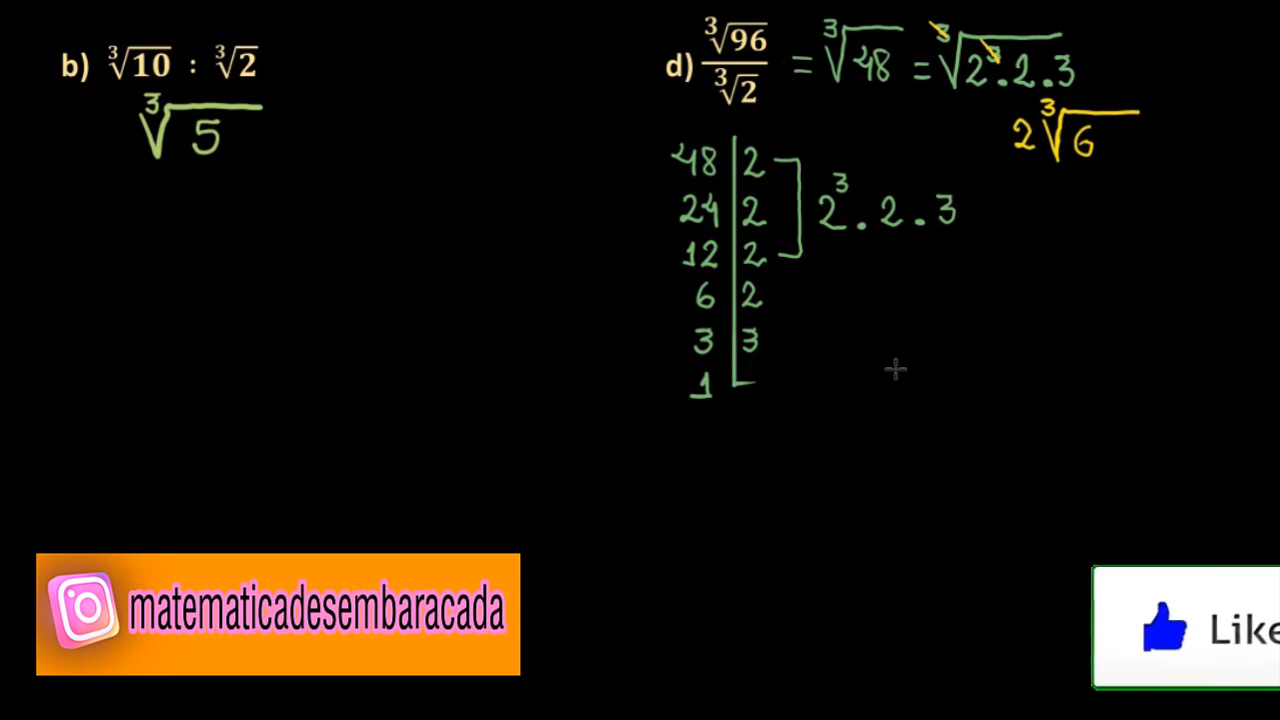 b) ∛10 : ∛2
∛5
d) ∛96 / ∛2 = ∛48 = ∛2³.2.3
2∛6
48 | 2
24 | 2
12 | 2
6 | 2
3 | 3
1
2³.2.3
matematicadesembaracada
Like